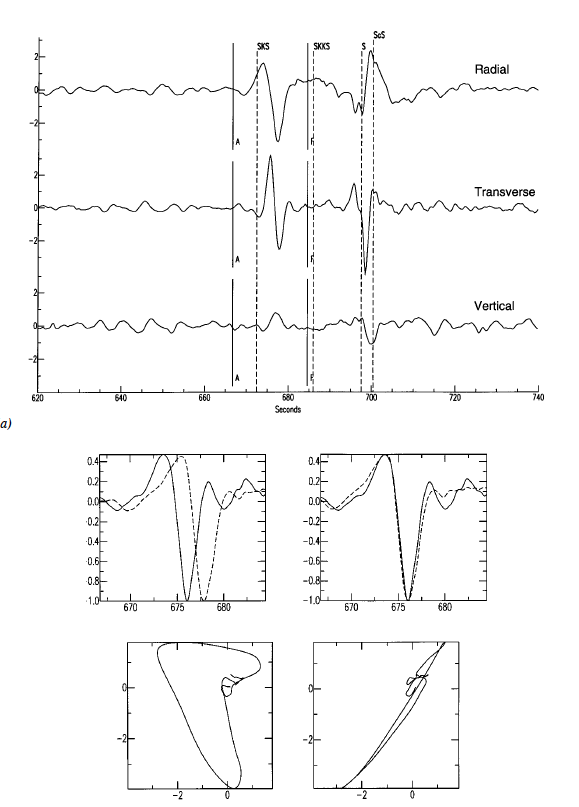 ScS
SKS SKKS S
2
0
-2
Radial
A F
2
0
-2
Transverse
A F
2
0
-2
Vertical
A F
620 640 660 680 700 720 740
Seconds
a)
0.4 0.4
0.2 0.2
0.0 0.0
-0.2 -0.2
-0.4 -0.4
-0.6 -0.6
-0.8 -0.8
-1.0 -1.0
670 675 680 670 675 680
0 0
-2 -2
-2 0 -2 0